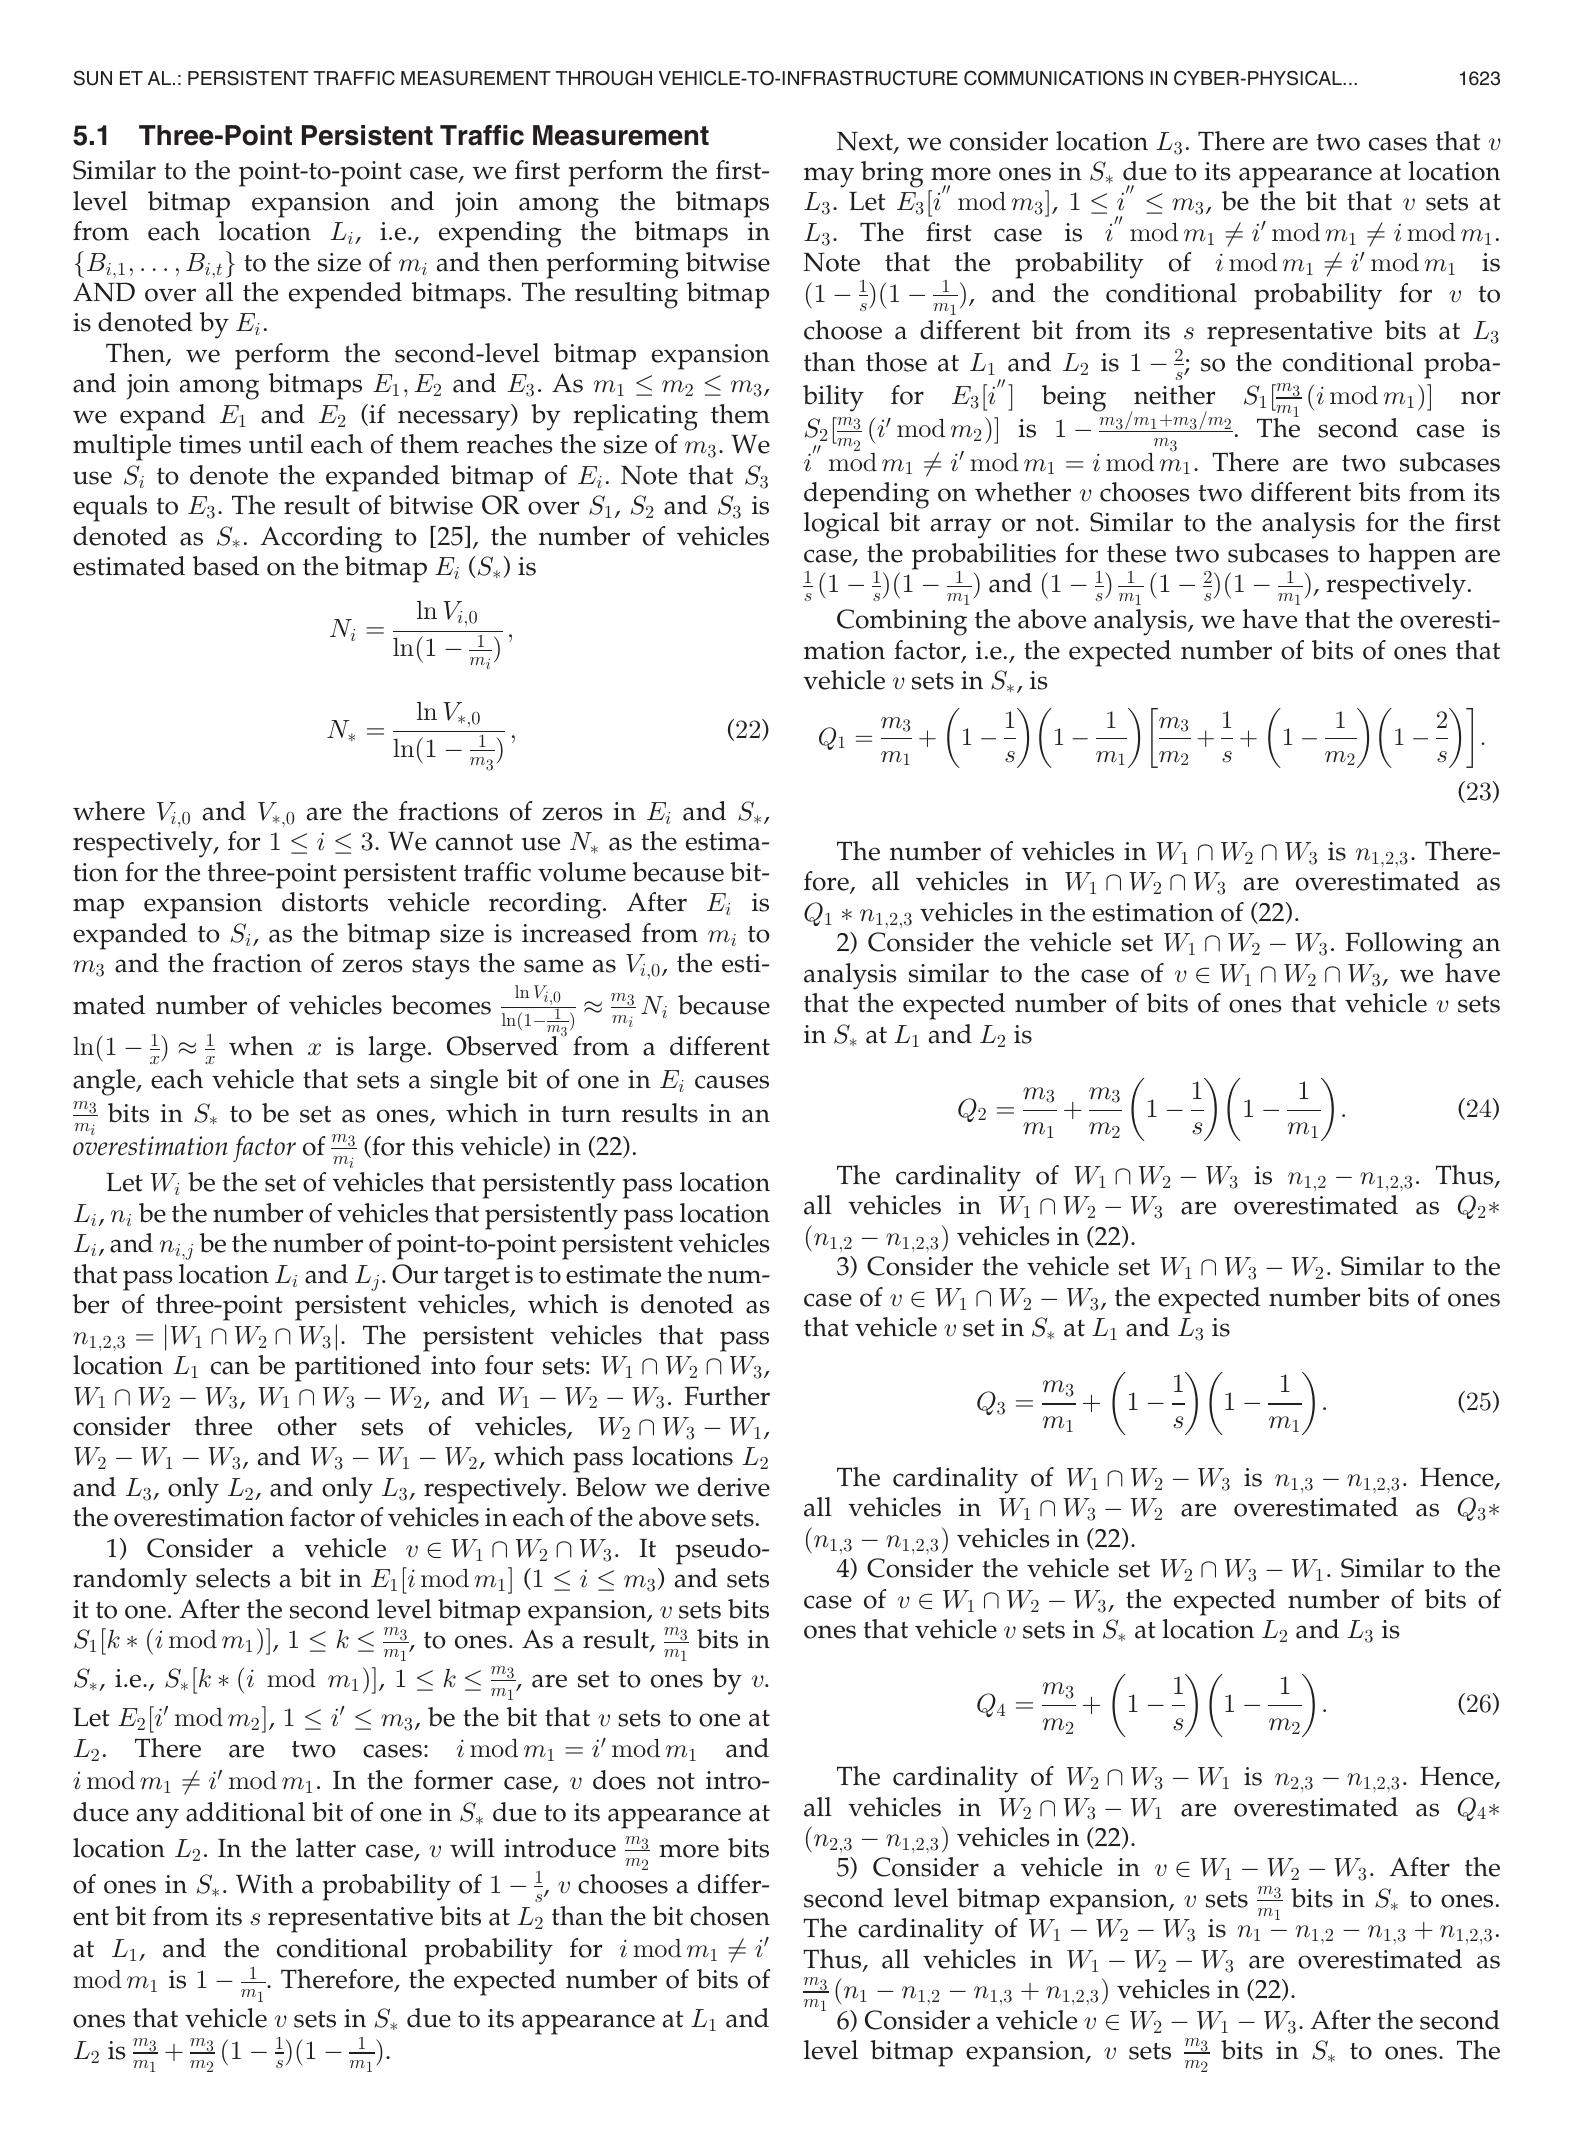 SUN ET AL.: PERSISTENT TRAFFIC MEASUREMENT THROUGH VEHICLE-TO-INFRASTRUCTURE COMMUNICATIONS IN CYBER-PHYSICAL... 1623
5.1 Three-Point Persistent Traffic Measurement
Similar to the point-to-point case, we first perform the first-
level bitmap expansion and join among the bitmaps
from each location $L_i$, i.e., expending the bitmaps in
$\{B_{i,1}, \ldots, B_{i,t}\}$ to the size of $m_i$ and then performing bitwise
AND over all the expended bitmaps. The resulting bitmap
is denoted by $E_i$.
Then, we perform the second-level bitmap expansion
and join among bitmaps $E_1, E_2$ and $E_3$. As $m_1 \leq m_2 \leq m_3$,
we expand $E_1$ and $E_2$ (if necessary) by replicating them
multiple times until each of them reaches the size of $m_3$. We
use $S_i$ to denote the expanded bitmap of $E_i$. Note that $S_3$
equals to $E_3$. The result of bitwise OR over $S_1$, $S_2$ and $S_3$ is
denoted as $S_*$. According to [25], the number of vehicles
estimated based on the bitmap $E_i$ ($S_*$) is
$N_i = \frac{\ln V_{i,0}}{\ln(1 - \frac{1}{m_i})},$
$N_* = \frac{\ln V_{*,0}}{\ln(1 - \frac{1}{m_3})},$ (22)
where $V_{i,0}$ and $V_{*,0}$ are the fractions of zeros in $E_i$ and $S_*$,
respectively, for $1 \leq i \leq 3$. We cannot use $N_*$ as the estima-
tion for the three-point persistent traffic volume because bit-
map expansion distorts vehicle recording. After $E_i$ is
expanded to $S_i$, as the bitmap size is increased from $m_i$ to
$m_3$ and the fraction of zeros stays the same as $V_{i,0}$, the esti-
mated number of vehicles becomes $\frac{\ln V_{i,0}}{\ln(1 - \frac{1}{m_3})} \approx \frac{m_3}{m_i} N_i$ because
$\ln(1 - \frac{1}{x}) \approx \frac{1}{x}$ when $x$ is large. Observed from a different
angle, each vehicle that sets a single bit of one in $E_i$ causes
$\frac{m_3}{m_i}$ bits in $S_*$ to be set as ones, which in turn results in an
overestimation factor of $\frac{m_3}{m_i}$ (for this vehicle) in (22).
Let $W_i$ be the set of vehicles that persistently pass location
$L_i$, $n_i$ be the number of vehicles that persistently pass location
$L_i$, and $n_{i,j}$ be the number of point-to-point persistent vehicles
that pass location $L_i$ and $L_j$. Our target is to estimate the num-
ber of three-point persistent vehicles, which is denoted as
$n_{1,2,3} = |W_1 \cap W_2 \cap W_3|$. The persistent vehicles that pass
location $L_1$ can be partitioned into four sets: $W_1 \cap W_2 \cap W_3$,
$W_1 \cap W_2 - W_3$, $W_1 \cap W_3 - W_2$, and $W_1 - W_2 - W_3$. Further
consider three other sets of vehicles, $W_2 \cap W_3 - W_1$,
$W_2 - W_1 - W_3$, and $W_3 - W_1 - W_2$, which pass locations $L_2$
and $L_3$, only $L_2$, and only $L_3$, respectively. Below we derive
the overestimation factor of vehicles in each of the above sets.
1) Consider a vehicle $v \in W_1 \cap W_2 \cap W_3$. It pseudo-
randomly selects a bit in $E_1[i \bmod m_1]$ ($1 \leq i \leq m_3$) and sets
it to one. After the second level bitmap expansion, $v$ sets bits
$S_1[k * (i \bmod m_1)]$, $1 \leq k \leq \frac{m_3}{m_1}$, to ones. As a result, $\frac{m_3}{m_1}$ bits in
$S_*$, i.e., $S_*[k * (i \mod m_1)]$, $1 \leq k \leq \frac{m_3}{m_1}$, are set to ones by $v$.
Let $E_2[i' \bmod m_2]$, $1 \leq i' \leq m_3$, be the bit that $v$ sets to one at
$L_2$. There are two cases: $i \bmod m_1 = i' \bmod m_1$ and
$i \bmod m_1 \neq i' \bmod m_1$. In the former case, $v$ does not intro-
duce any additional bit of one in $S_*$ due to its appearance at
location $L_2$. In the latter case, $v$ will introduce $\frac{m_3}{m_2}$ more bits
of ones in $S_*$. With a probability of $1 - \frac{1}{s}$, $v$ chooses a differ-
ent bit from its $s$ representative bits at $L_2$ than the bit chosen
at $L_1$, and the conditional probability for $i \bmod m_1 \neq i'$
$\bmod m_1$ is $1 - \frac{1}{m_1}$. Therefore, the expected number of bits of
ones that vehicle $v$ sets in $S_*$ due to its appearance at $L_1$ and
$L_2$ is $\frac{m_3}{m_1} + \frac{m_3}{m_2}(1 - \frac{1}{s})(1 - \frac{1}{m_1})$.
Next, we consider location $L_3$. There are two cases that $v$
may bring more ones in $S_*$ due to its appearance at location
$L_3$. Let $E_3[i'' \bmod m_3]$, $1 \leq i'' \leq m_3$, be the bit that $v$ sets at
$L_3$. The first case is $i'' \bmod m_1 \neq i' \bmod m_1 \neq i \bmod m_1$.
Note that the probability of $i \bmod m_1 \neq i' \bmod m_1$ is
$(1 - \frac{1}{s})(1 - \frac{1}{m_1})$, and the conditional probability for $v$ to
choose a different bit from its $s$ representative bits at $L_3$
than those at $L_1$ and $L_2$ is $1 - \frac{2}{s}$; so the conditional proba-
bility for $E_3[i'']$ being neither $S_1[\frac{m_3}{m_1}(i \bmod m_1)]$ nor
$S_2[\frac{m_3}{m_2}(i' \bmod m_2)]$ is $1 - \frac{m_3/m_1 + m_3/m_2}{m_3}$. The second case is
$i'' \bmod m_1 \neq i' \bmod m_1 = i \bmod m_1$. There are two subcases
depending on whether $v$ chooses two different bits from its
logical bit array or not. Similar to the analysis for the first
case, the probabilities for these two subcases to happen are
$\frac{1}{s}(1 - \frac{1}{s})(1 - \frac{1}{m_1})$ and $(1 - \frac{1}{s})\frac{1}{m_1}(1 - \frac{2}{s})(1 - \frac{1}{m_1})$, respectively.
Combining the above analysis, we have that the overesti-
mation factor, i.e., the expected number of bits of ones that
vehicle $v$ sets in $S_*$, is
$Q_1 = \frac{m_3}{m_1} + \left(1 - \frac{1}{s}\right)\left(1 - \frac{1}{m_1}\right)\left[\frac{m_3}{m_2} + \frac{1}{s} + \left(1 - \frac{1}{m_2}\right)\left(1 - \frac{2}{s}\right)\right].$
(23)
The number of vehicles in $W_1 \cap W_2 \cap W_3$ is $n_{1,2,3}$. There-
fore, all vehicles in $W_1 \cap W_2 \cap W_3$ are overestimated as
$Q_1 * n_{1,2,3}$ vehicles in the estimation of (22).
2) Consider the vehicle set $W_1 \cap W_2 - W_3$. Following an
analysis similar to the case of $v \in W_1 \cap W_2 \cap W_3$, we have
that the expected number of bits of ones that vehicle $v$ sets
in $S_*$ at $L_1$ and $L_2$ is
$Q_2 = \frac{m_3}{m_1} + \frac{m_3}{m_2}\left(1 - \frac{1}{s}\right)\left(1 - \frac{1}{m_1}\right).$ (24)
The cardinality of $W_1 \cap W_2 - W_3$ is $n_{1,2} - n_{1,2,3}$. Thus,
all vehicles in $W_1 \cap W_2 - W_3$ are overestimated as $Q_2 *$
$(n_{1,2} - n_{1,2,3})$ vehicles in (22).
3) Consider the vehicle set $W_1 \cap W_3 - W_2$. Similar to the
case of $v \in W_1 \cap W_2 - W_3$, the expected number bits of ones
that vehicle $v$ set in $S_*$ at $L_1$ and $L_3$ is
$Q_3 = \frac{m_3}{m_1} + \left(1 - \frac{1}{s}\right)\left(1 - \frac{1}{m_1}\right).$ (25)
The cardinality of $W_1 \cap W_2 - W_3$ is $n_{1,3} - n_{1,2,3}$. Hence,
all vehicles in $W_1 \cap W_3 - W_2$ are overestimated as $Q_3 *$
$(n_{1,3} - n_{1,2,3})$ vehicles in (22).
4) Consider the vehicle set $W_2 \cap W_3 - W_1$. Similar to the
case of $v \in W_1 \cap W_2 - W_3$, the expected number of bits of
ones that vehicle $v$ sets in $S_*$ at location $L_2$ and $L_3$ is
$Q_4 = \frac{m_3}{m_2} + \left(1 - \frac{1}{s}\right)\left(1 - \frac{1}{m_2}\right).$ (26)
The cardinality of $W_2 \cap W_3 - W_1$ is $n_{2,3} - n_{1,2,3}$. Hence,
all vehicles in $W_2 \cap W_3 - W_1$ are overestimated as $Q_4 *$
$(n_{2,3} - n_{1,2,3})$ vehicles in (22).
5) Consider a vehicle in $v \in W_1 - W_2 - W_3$. After the
second level bitmap expansion, $v$ sets $\frac{m_3}{m_1}$ bits in $S_*$ to ones.
The cardinality of $W_1 - W_2 - W_3$ is $n_1 - n_{1,2} - n_{1,3} + n_{1,2,3}$.
Thus, all vehicles in $W_1 - W_2 - W_3$ are overestimated as
$\frac{m_3}{m_1}(n_1 - n_{1,2} - n_{1,3} + n_{1,2,3})$ vehicles in (22).
6) Consider a vehicle $v \in W_2 - W_1 - W_3$. After the second
level bitmap expansion, $v$ sets $\frac{m_3}{m_2}$ bits in $S_*$ to ones. The